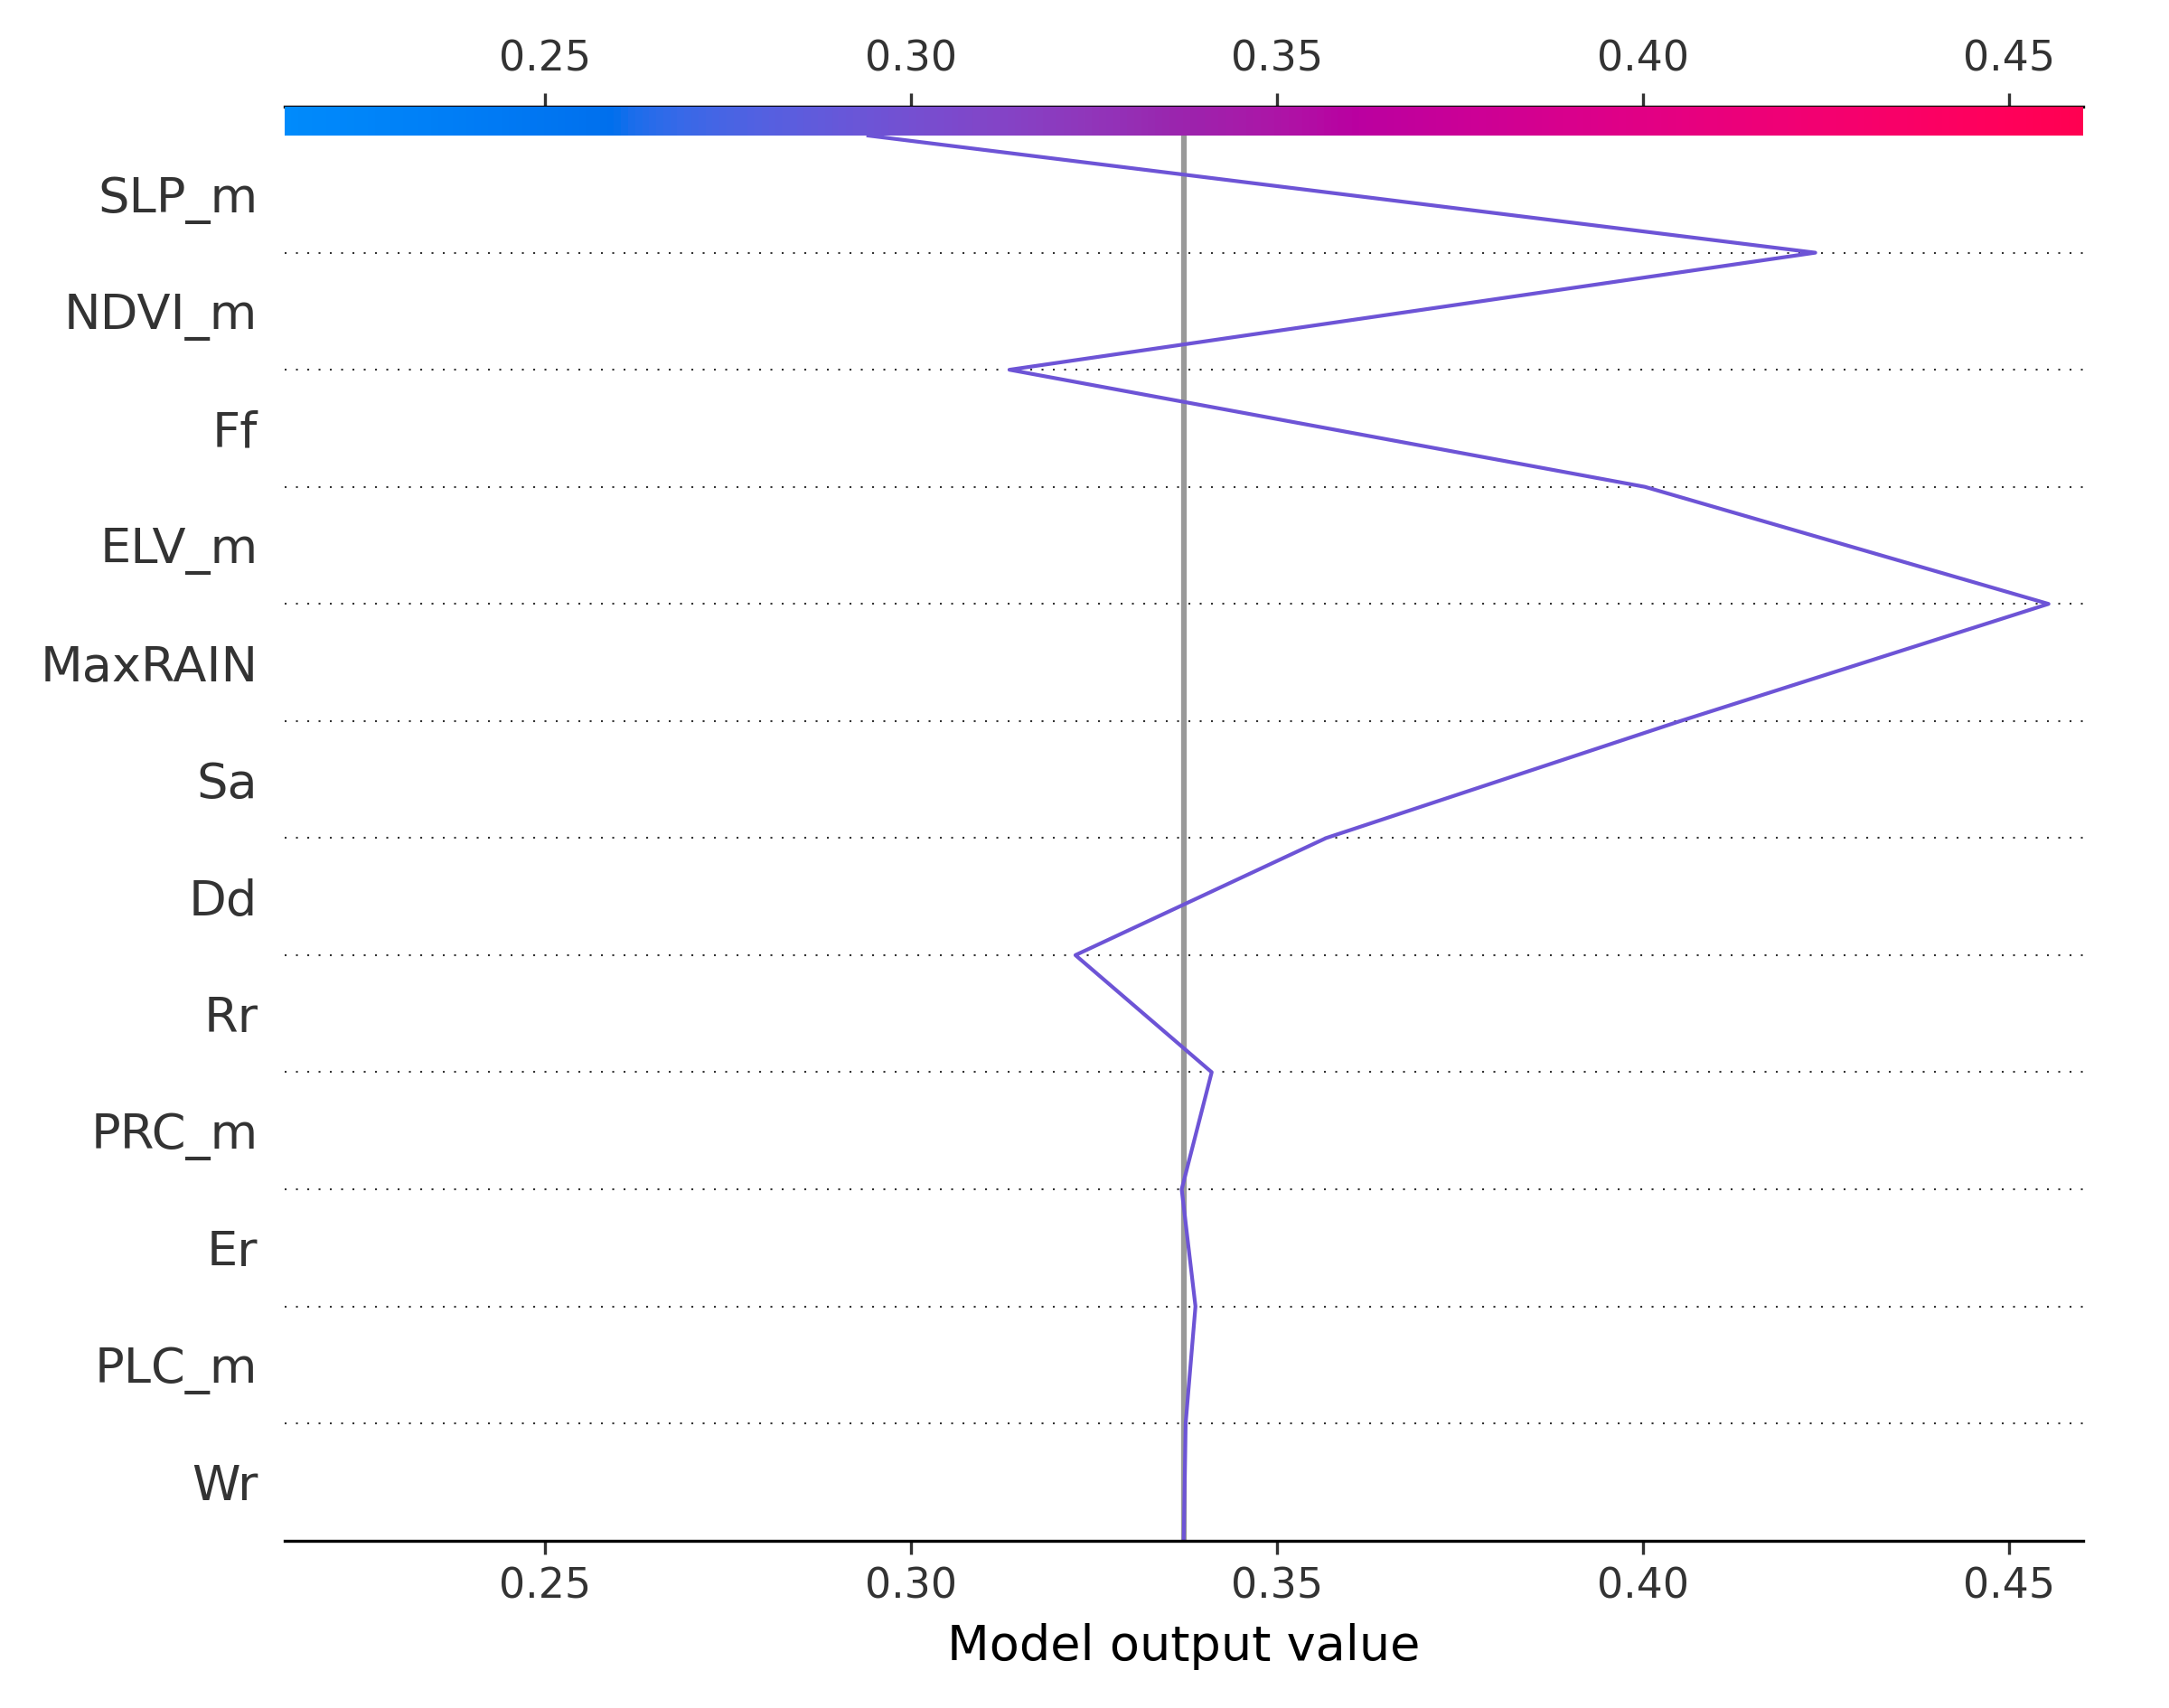 0.25 0.30 0.35 0.40 0.45
SLP_m
NDVI_m
Ff
ELV_m
MaxRAIN
Sa
Dd
Rr
PRC_m
Er
PLC_m
Wr
0.25 0.30 0.35 0.40 0.45
Model output value